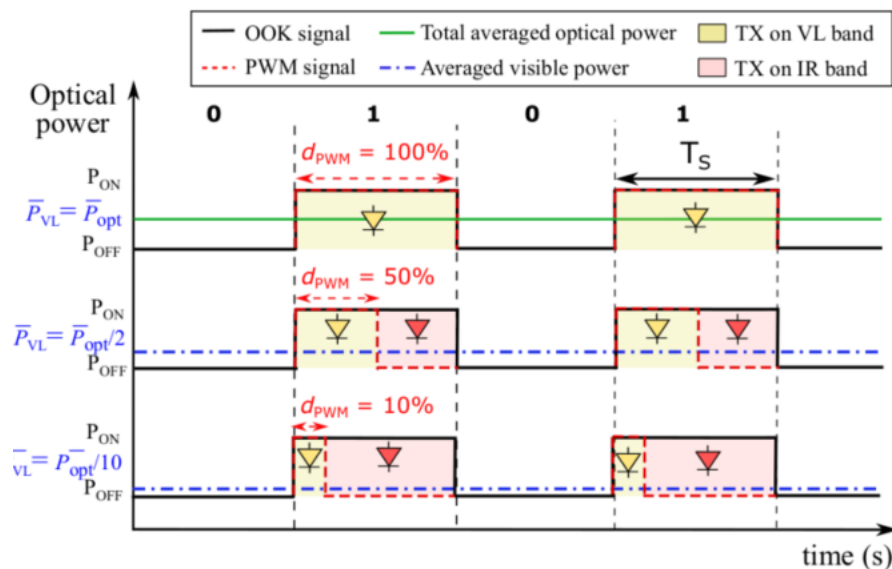 OOK signal
Total averaged optical power
TX on VL band
PWM signal
Averaged visible power
TX on IR band
Optical
power
0 1 0 1
d_PWM = 100%
T_S
P_ON
P̅_VL = P̅_opt
P_OFF
d_PWM = 50%
P_ON
P̅_VL = P̅_opt/2
P_OFF
d_PWM = 10%
P_ON
VL = P̅_opt/10
P_OFF
time (s)